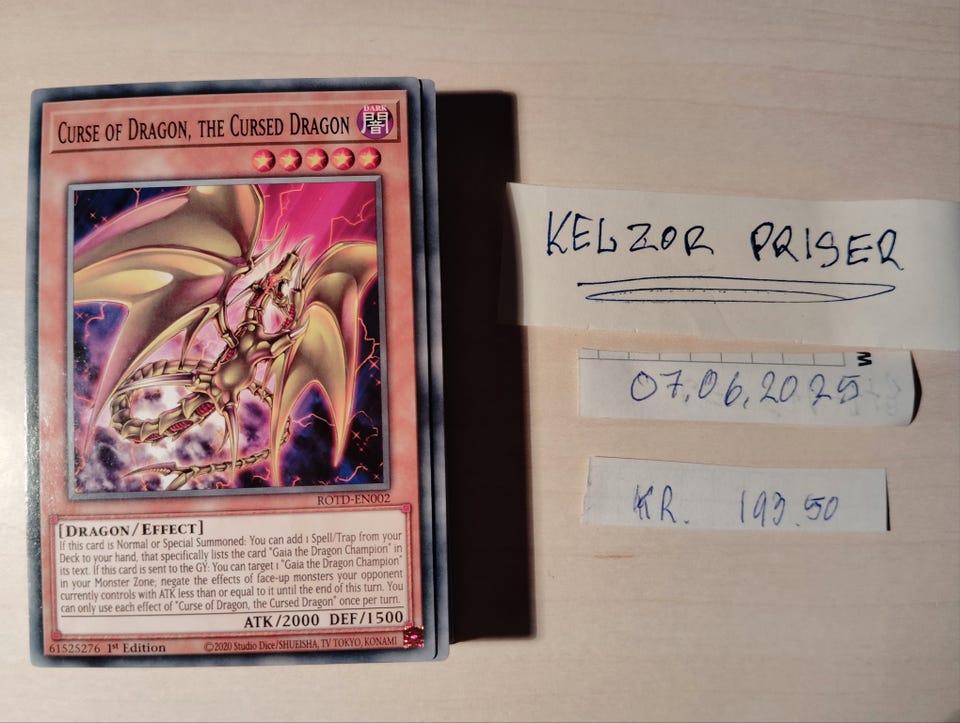 CURSE OF DRAGON, THE CURSED DRAGON
DARK
闇
ROTD-EN002
[DRAGON/EFFECT]
If this card is Normal or Special Summoned: You can add 1 Spell/Trap from your
Deck to your hand, that specifically lists the card "Gaia the Dragon Champion" in
its text. If this card is sent to the GY: You can target 1 "Gaia the Dragon Champion"
in your Monster Zone; negate the effects of face-up monsters your opponent
currently controls with ATK less than or equal to it until the end of this turn. You
can only use each effect of "Curse of Dragon, the Cursed Dragon" once per turn.
ATK/2000 DEF/1500
61525276 1st Edition ©2020 Studio Dice/SHUEISHA, TV TOKYO, KONAMI
KELZOR PRISER
07.06.2025
KR. 193.50